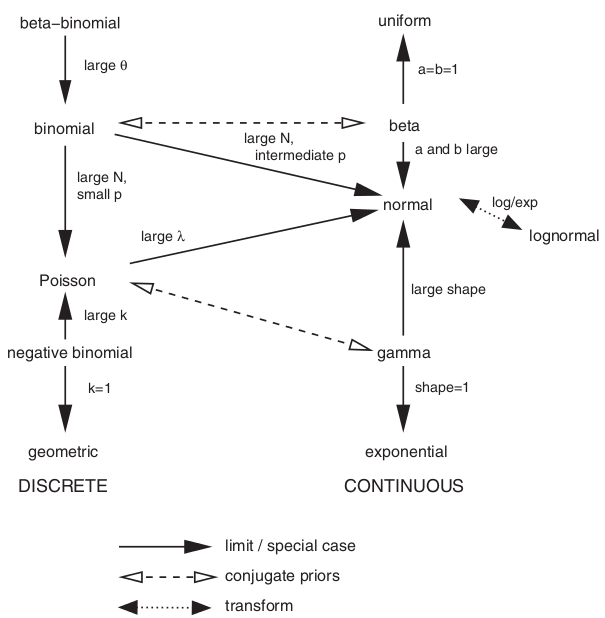 beta–binomial
uniform
large θ
a=b=1
binomial
beta
large N,
intermediate p
a and b large
large N,
small p
normal
log/exp
lognormal
large λ
Poisson
large shape
large k
negative binomial
gamma
k=1
shape=1
geometric
exponential
DISCRETE
CONTINUOUS
limit / special case
conjugate priors
transform